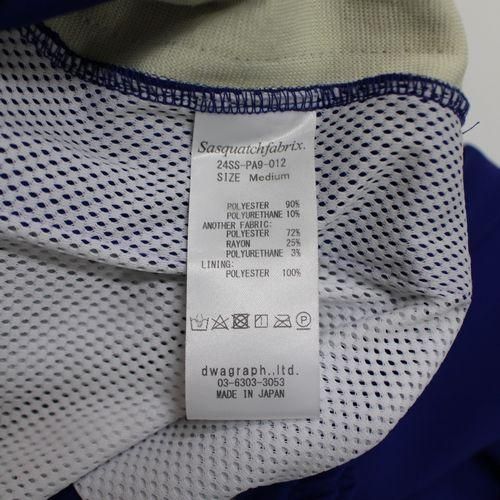 Sasquatchfabrix.
24SS-PA9-012
SIZE Medium
POLYESTER 90%
POLYURETHANE 10%
ANOTHER FABRIC:
POLYESTER 72%
RAYON 25%
POLYURETHANE 3%
LINING:
POLYESTER 100%
dwagraph.,ltd.
03-6303-3053
MADE IN JAPAN